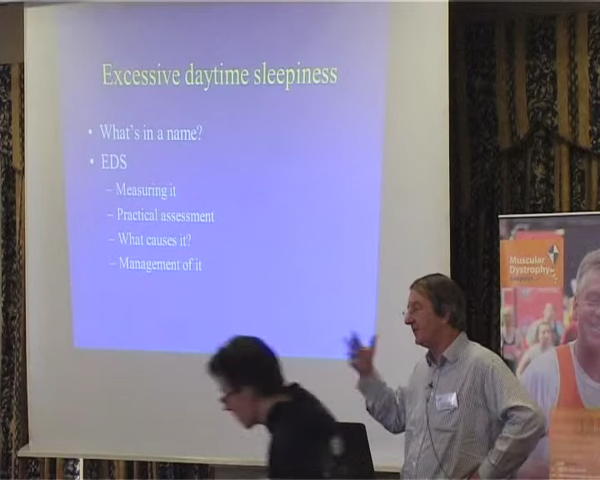 Excessive daytime sleepiness
• What's in a name?
• EDS
– Measuring it
– Practical assessment
– What causes it?
– Management of it
Muscular
Dystrophy